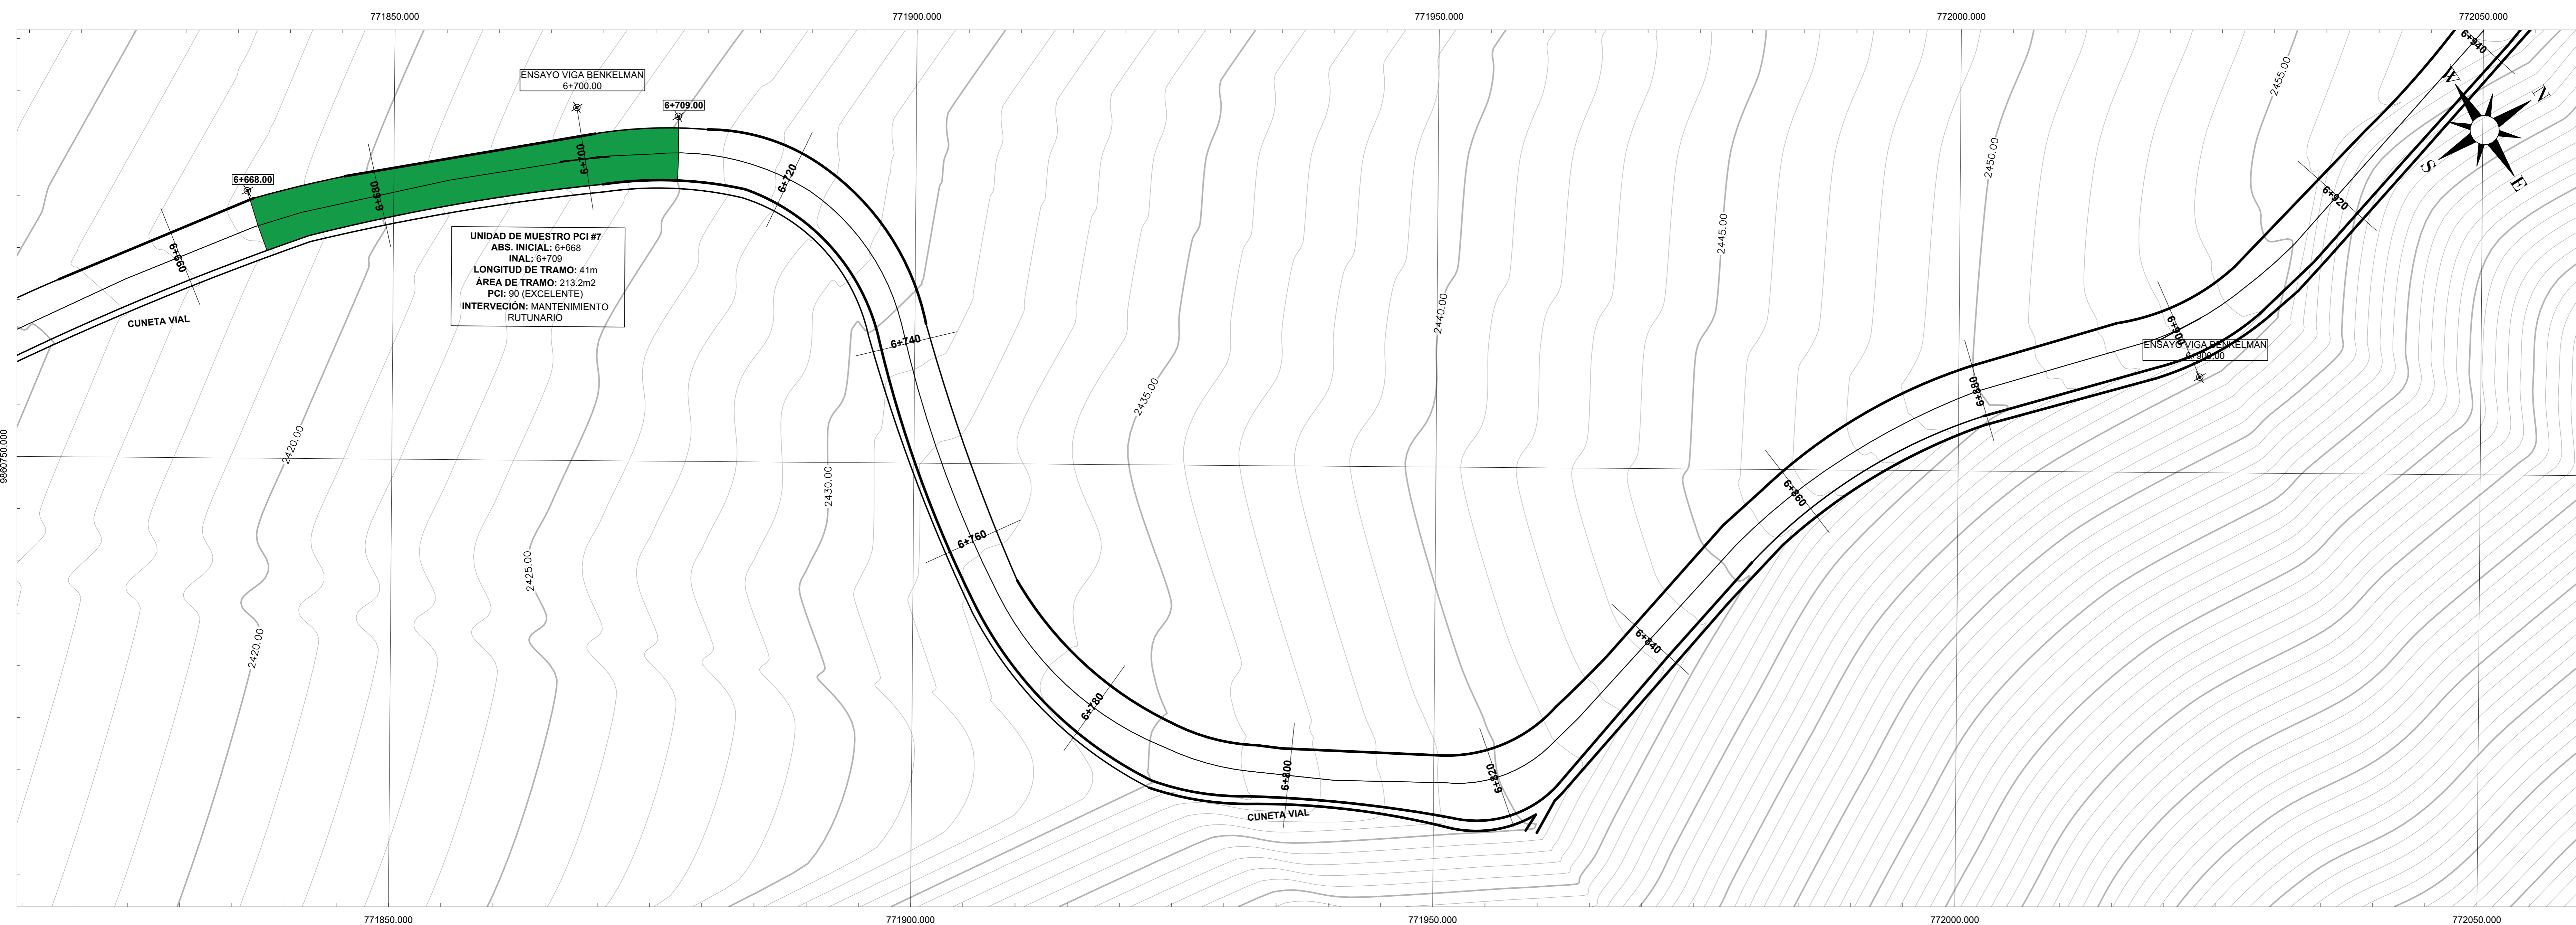 771850.000
771900.000
771950.000
772000.000
772050.000
ENSAYO VIGA BENKELMAN
6+700.00
6+709.00
6+668.00
6+660
6+680
6+700
6+720
UNIDAD DE MUESTRO PCI #7
ABS. INICIAL: 6+668
INAL: 6+709
LONGITUD DE TRAMO: 41m
ÁREA DE TRAMO: 213.2m2
PCI: 90 (EXCELENTE)
INTERVECIÓN: MANTENIMIENTO
RUTUNARIO
CUNETA VIAL
6+740
6+760
6+780
6+800
CUNETA VIAL
6+820
6+840
6+860
6+880
6+900
ENSAYO VIGA BENKELMAN
6+900.00
6+920
6+940
N
E
S
2420.00
2420.00
2425.00
2430.00
2435.00
2440.00
2445.00
2450.00
2455.00
9860750.000
771850.000
771900.000
771950.000
772000.000
772050.000